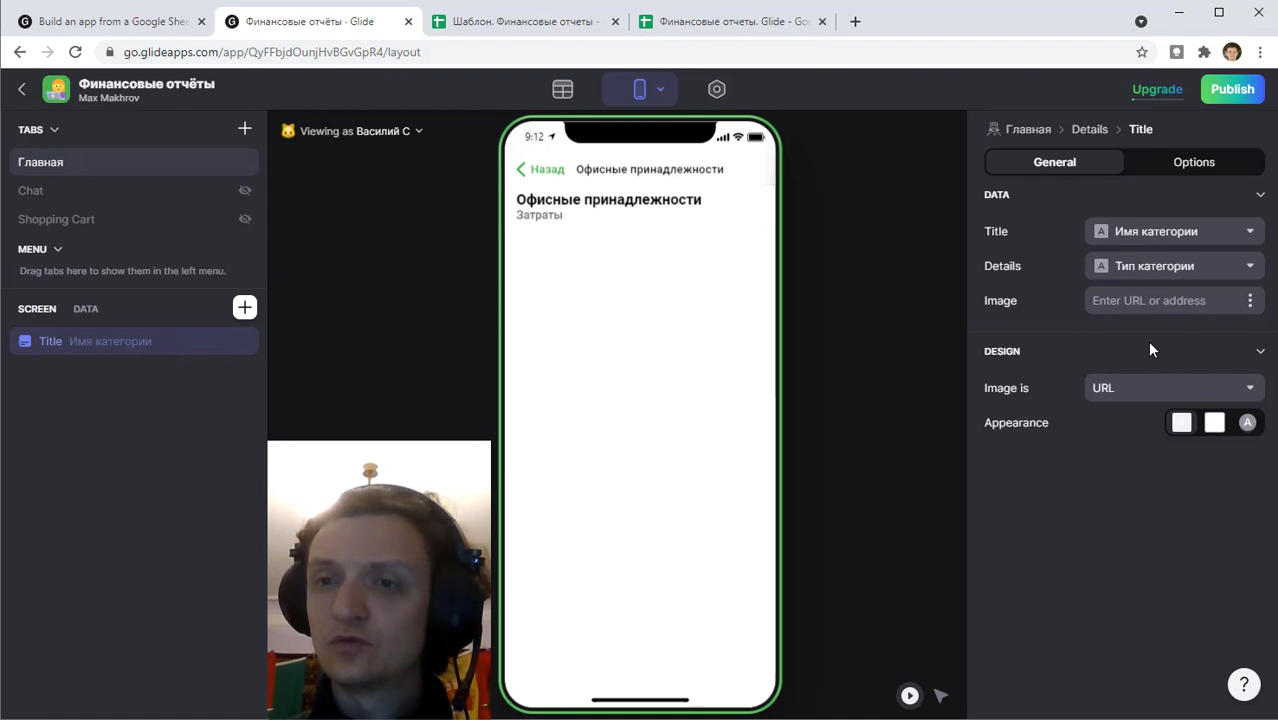 Build an app from a Google Shee
Финансовые отчёты · Glide
Шаблон. Финансовые отчеты -
Финансовые отчеты. Glide - Goo
go.glideapps.com/app/QyFFbjdOunjHvBGvGpR4/layout
Финансовые отчёты
Max Makhrov
Upgrade
Publish
TABS
Главная
Chat
Shopping Cart
MENU
Drag tabs here to show them in the left menu.
SCREEN DATA
Title Имя категории
Viewing as Василий С
9:12
Назад Офисные принадлежности
Офисные принадлежности
Затраты
Главная > Details > Title
General Options
DATA
Title A Имя категории
Details A Тип категории
Image Enter URL or address
DESIGN
Image is URL
Appearance A
?